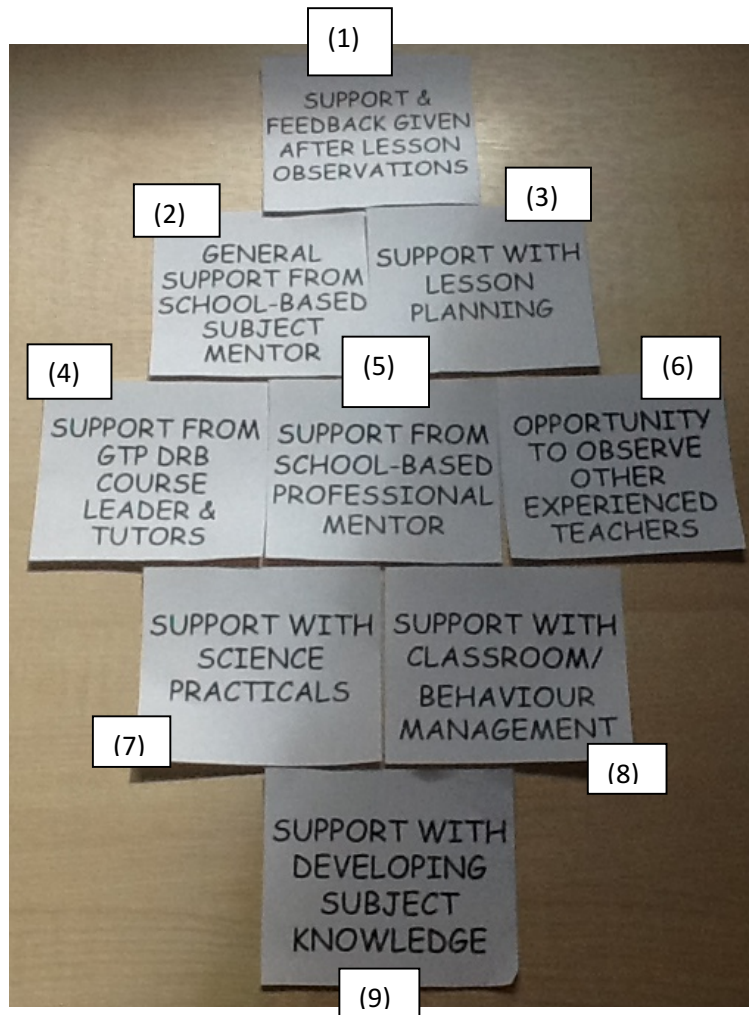 (1)
SUPPORT &
FEEDBACK GIVEN
AFTER LESSON
OBSERVATIONS
(2)
GENERAL
SUPPORT FROM
SCHOOL-BASED
SUBJECT
MENTOR
(3)
SUPPORT WITH
LESSON
PLANNING
(4)
SUPPORT FROM
GTP DRB
COURSE
LEADER &
TUTORS
(5)
SUPPORT FROM
SCHOOL-BASED
PROFESSIONAL
MENTOR
(6)
OPPORTUNITY
TO OBSERVE
OTHER
EXPERIENCED
TEACHERS
(7)
SUPPORT WITH
SCIENCE
PRACTICALS
(8)
SUPPORT WITH
CLASSROOM/
BEHAVIOUR
MANAGEMENT
(9)
SUPPORT WITH
DEVELOPING
SUBJECT
KNOWLEDGE